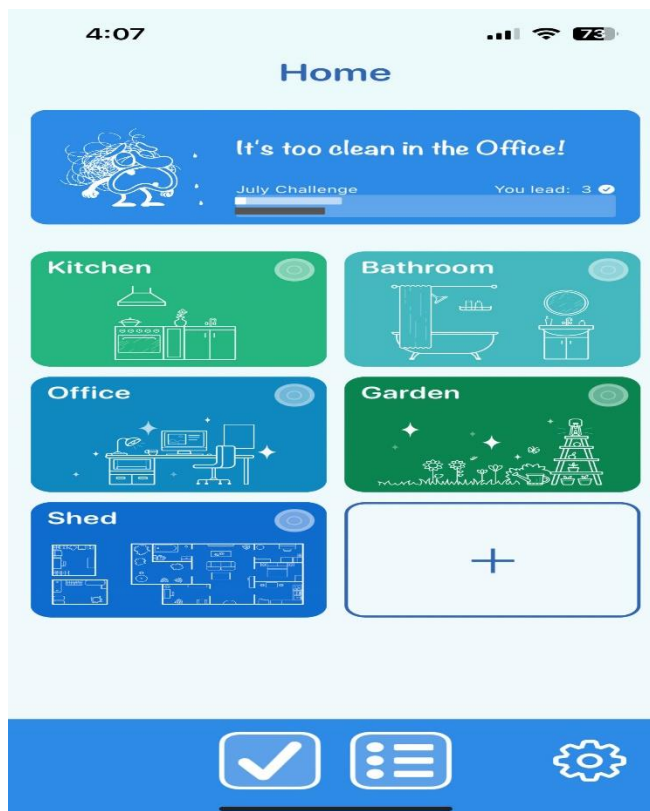 4:07
73
Home
It's too clean in the Office!
July Challenge You lead: 3
Kitchen Bathroom
Office Garden
Shed